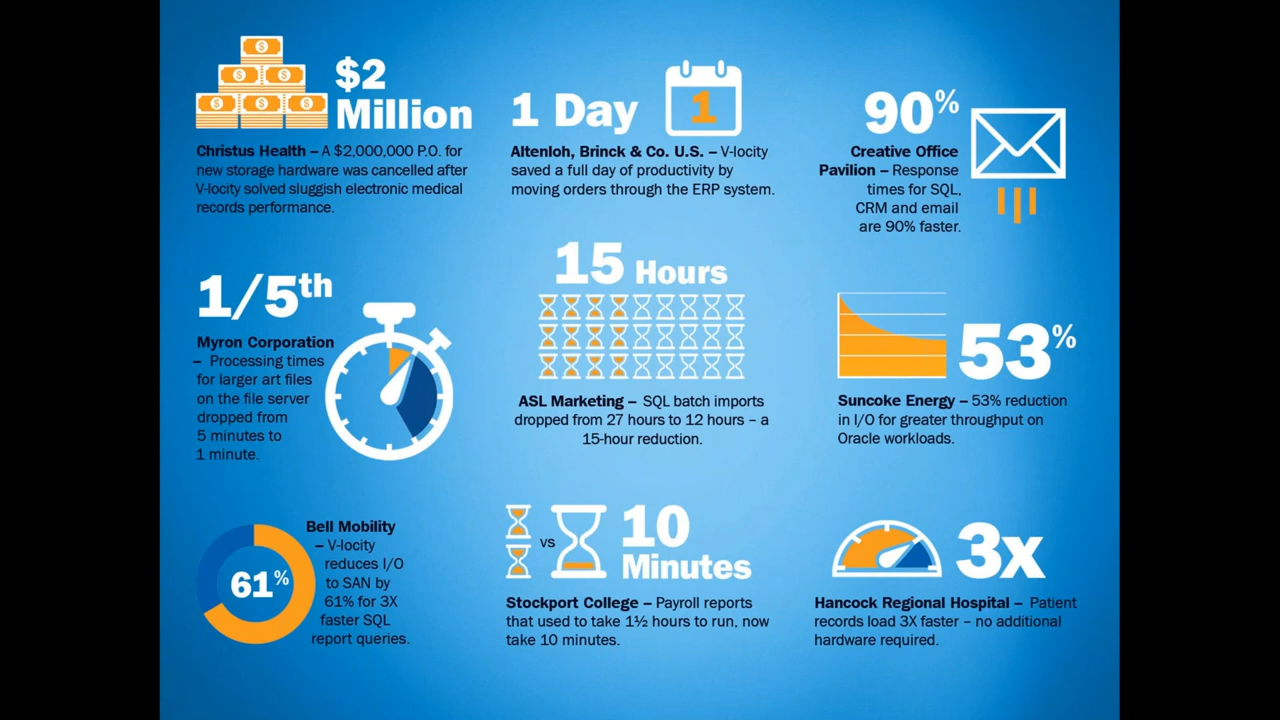 $2
Million
Christus Health – A $2,000,000 P.O. for
new storage hardware was cancelled after
V-locity solved sluggish electronic medical
records performance.
1 Day
1
Altenloh, Brinck & Co. U.S. – V-locity
saved a full day of productivity by
moving orders through the ERP system.
90%
Creative Office
Pavilion – Response
times for SQL,
CRM and email
are 90% faster.
1/5th
Myron Corporation
– Processing times
for larger art files
on the file server
dropped from
5 minutes to
1 minute.
15 Hours
ASL Marketing – SQL batch imports
dropped from 27 hours to 12 hours – a
15-hour reduction.
53%
Suncoke Energy – 53% reduction
in I/O for greater throughput on
Oracle workloads.
61%
Bell Mobility
– V-locity
reduces I/O
to SAN by
61% for 3X
faster SQL
report queries.
vs
10
Minutes
Stockport College – Payroll reports
that used to take 1½ hours to run, now
take 10 minutes.
3x
Hancock Regional Hospital – Patient
records load 3X faster – no additional
hardware required.